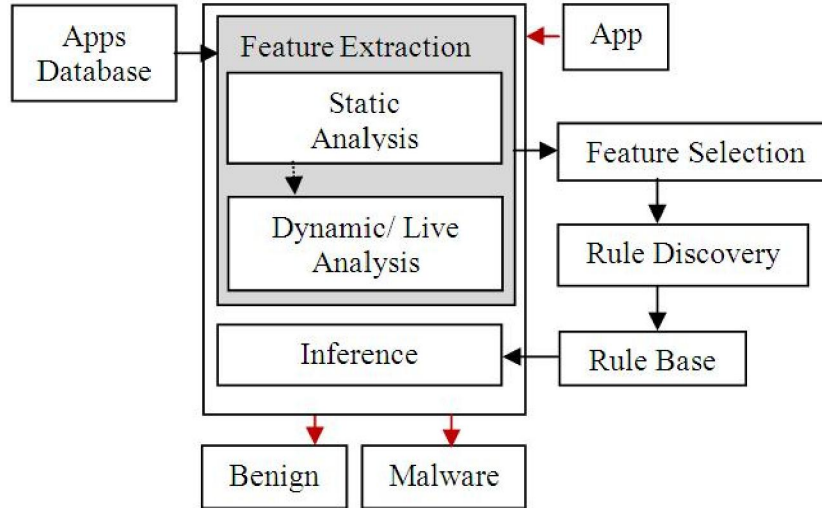 Apps
Database
Feature Extraction
App
Static
Analysis
Feature Selection
Dynamic/ Live
Analysis
Rule Discovery
Inference
Rule Base
Benign
Malware